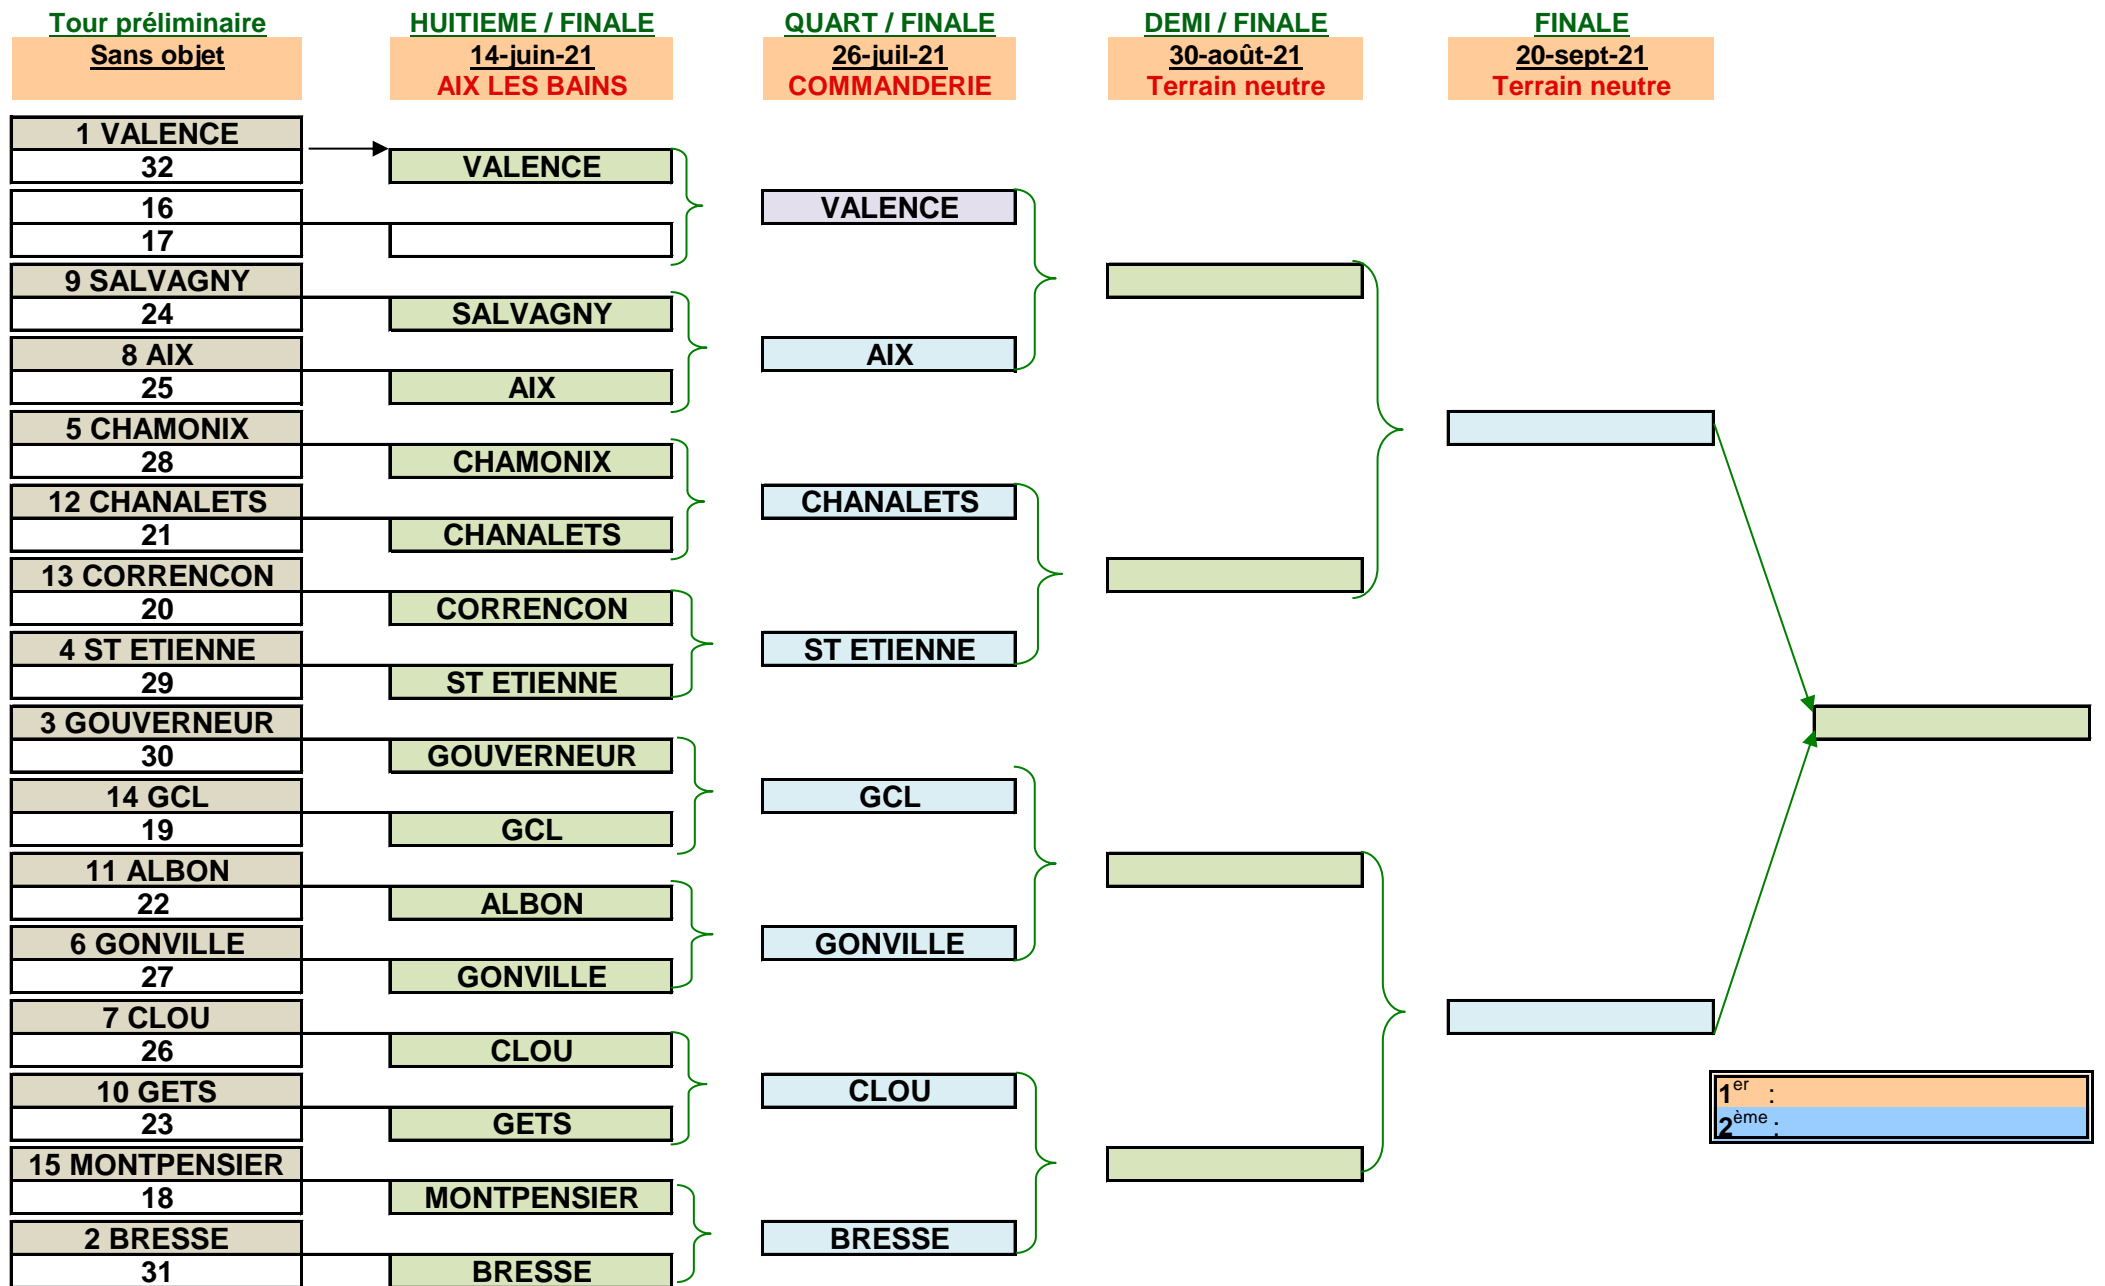 Tour préliminaire
Sans objet
HUITIEME / FINALE
14-juin-21
AIX LES BAINS
QUART / FINALE
26-juil-21
COMMANDERIE
DEMI / FINALE
30-août-21
Terrain neutre
FINALE
20-sept-21
Terrain neutre
1 VALENCE
32
16
17
9 SALVAGNY
24
8 AIX
25
5 CHAMONIX
28
12 CHANALETS
21
13 CORRENCON
20
4 ST ETIENNE
29
3 GOUVERNEUR
30
14 GCL
19
11 ALBON
22
6 GONVILLE
27
7 CLOU
26
10 GETS
23
15 MONTPENSIER
18
2 BRESSE
31
VALENCE
SALVAGNY
AIX
CHAMONIX
CHANALETS
CORRENCON
ST ETIENNE
GOUVERNEUR
GCL
ALBON
GONVILLE
CLOU
GETS
MONTPENSIER
BRESSE
VALENCE
AIX
CHANALETS
ST ETIENNE
GCL
GONVILLE
CLOU
BRESSE
1er :
2ème :